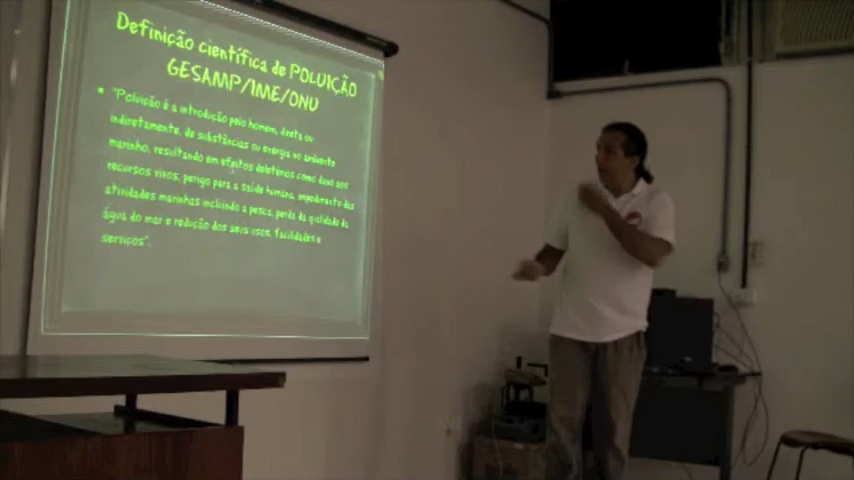 Definição científica de POLUIÇÃO
GESAMP/IME/ONU
• "Poluição é a introdução pelo homem, direta ou
indiretamente, de substâncias ou energia no ambiente
marinho, resultando em efeitos deletérios como dano aos
recursos vivos, perigo para a saúde humana, impedimento das
atividades marinhas incluindo a pesca, perda da qualidade da
água do mar e redução dos seus usos, facilidades e
serviços".